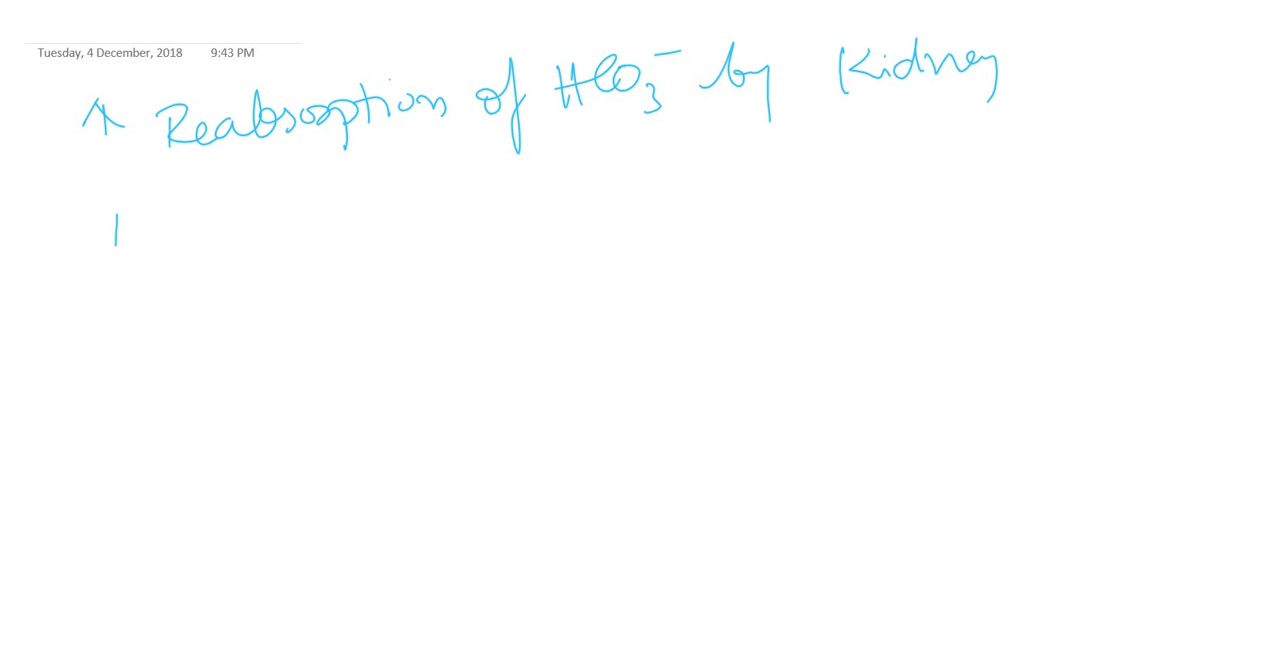 Tuesday, 4 December, 2018 9:43 PM
↑ Reabsorption of HCO₃⁻ by Kidney
|